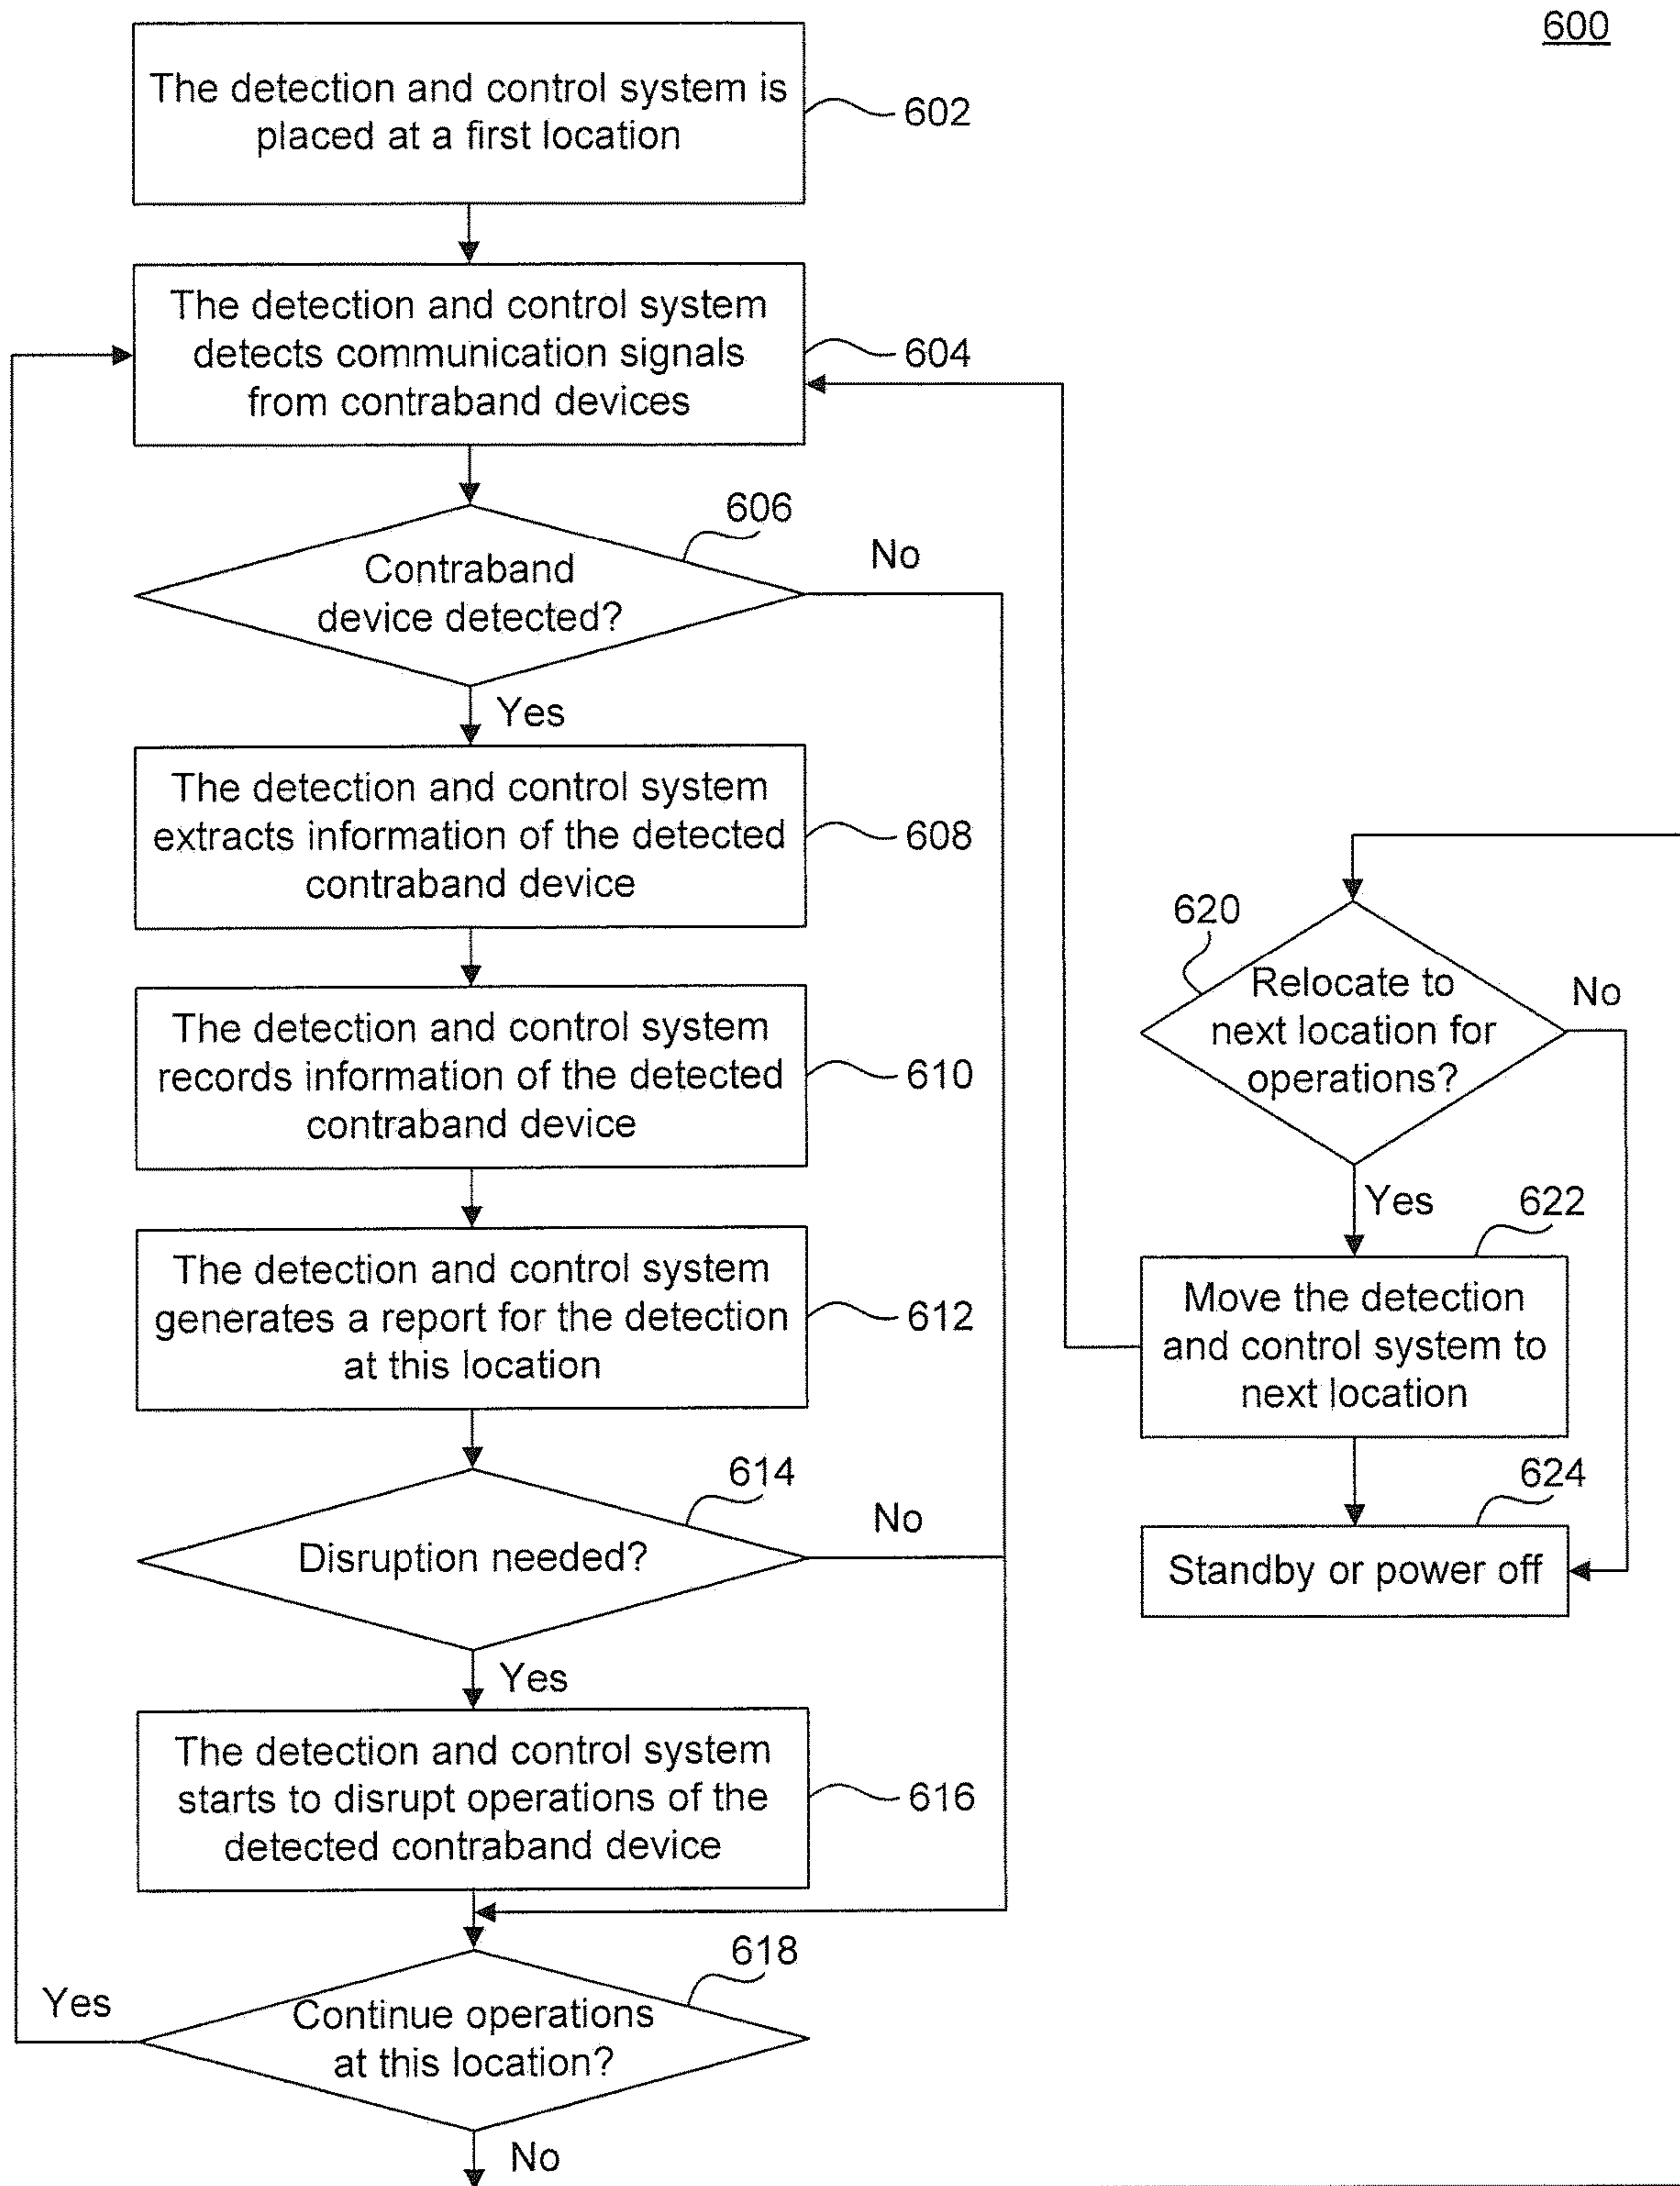 600
The detection and control system is
placed at a first location
602
The detection and control system
detects communication signals
from contraband devices
604
606
Contraband
device detected?
No
Yes
The detection and control system
extracts information of the detected
contraband device
608
The detection and control system
records information of the detected
contraband device
610
The detection and control system
generates a report for the detection
at this location
612
614
Disruption needed?
No
Yes
The detection and control system
starts to disrupt operations of the
detected contraband device
616
618
Continue operations
at this location?
Yes
No
620
Relocate to
next location for
operations?
No
Yes
622
Move the detection
and control system to
next location
624
Standby or power off